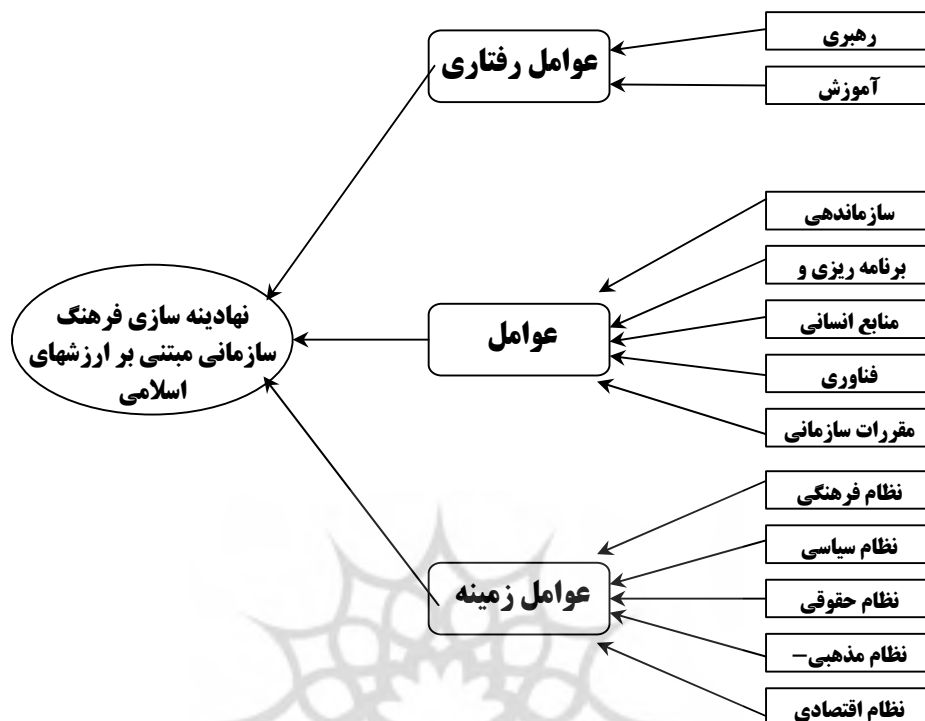 رهبری
آموزش
عوامل رفتاری
سازماندهی
برنامه ریزی و
منابع انسانی
فناوری
مقررات سازمانی
عوامل
نظام فرهنگی
نظام سیاسی
نظام حقوقی
نظام مذهبی–
نظام اقتصادی
عوامل زمینه
نهادینه سازی فرهنگ
سازمانی مبتنی بر ارزشهای
اسلامی